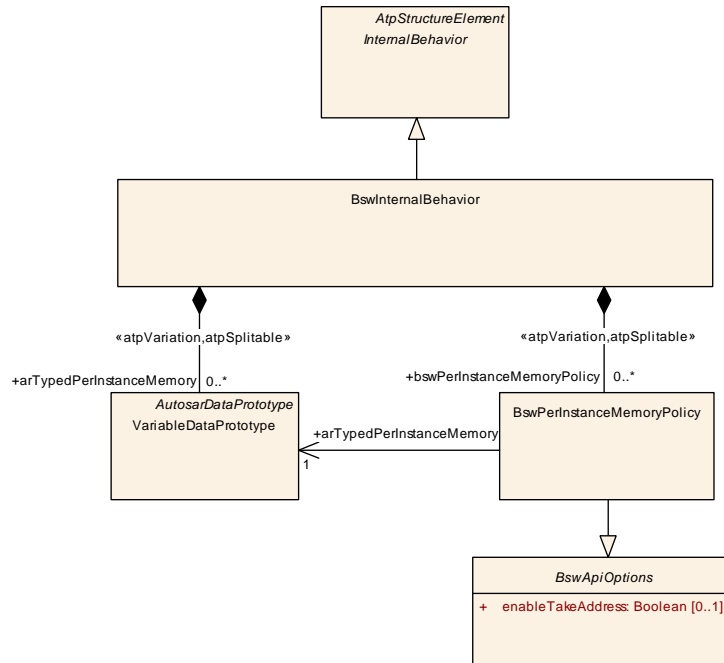 AtpStructureElement
InternalBehavior
BswInternalBehavior
«atpVariation,atpSplitable»
«atpVariation,atpSplitable»
+arTypedPerInstanceMemory 0..*
+bswPerInstanceMemoryPolicy 0..*
AutosarDataPrototype
VariableDataPrototype
BswPerInstanceMemoryPolicy
+arTypedPerInstanceMemory
1
BswApiOptions
+ enableTakeAddress: Boolean [0..1]